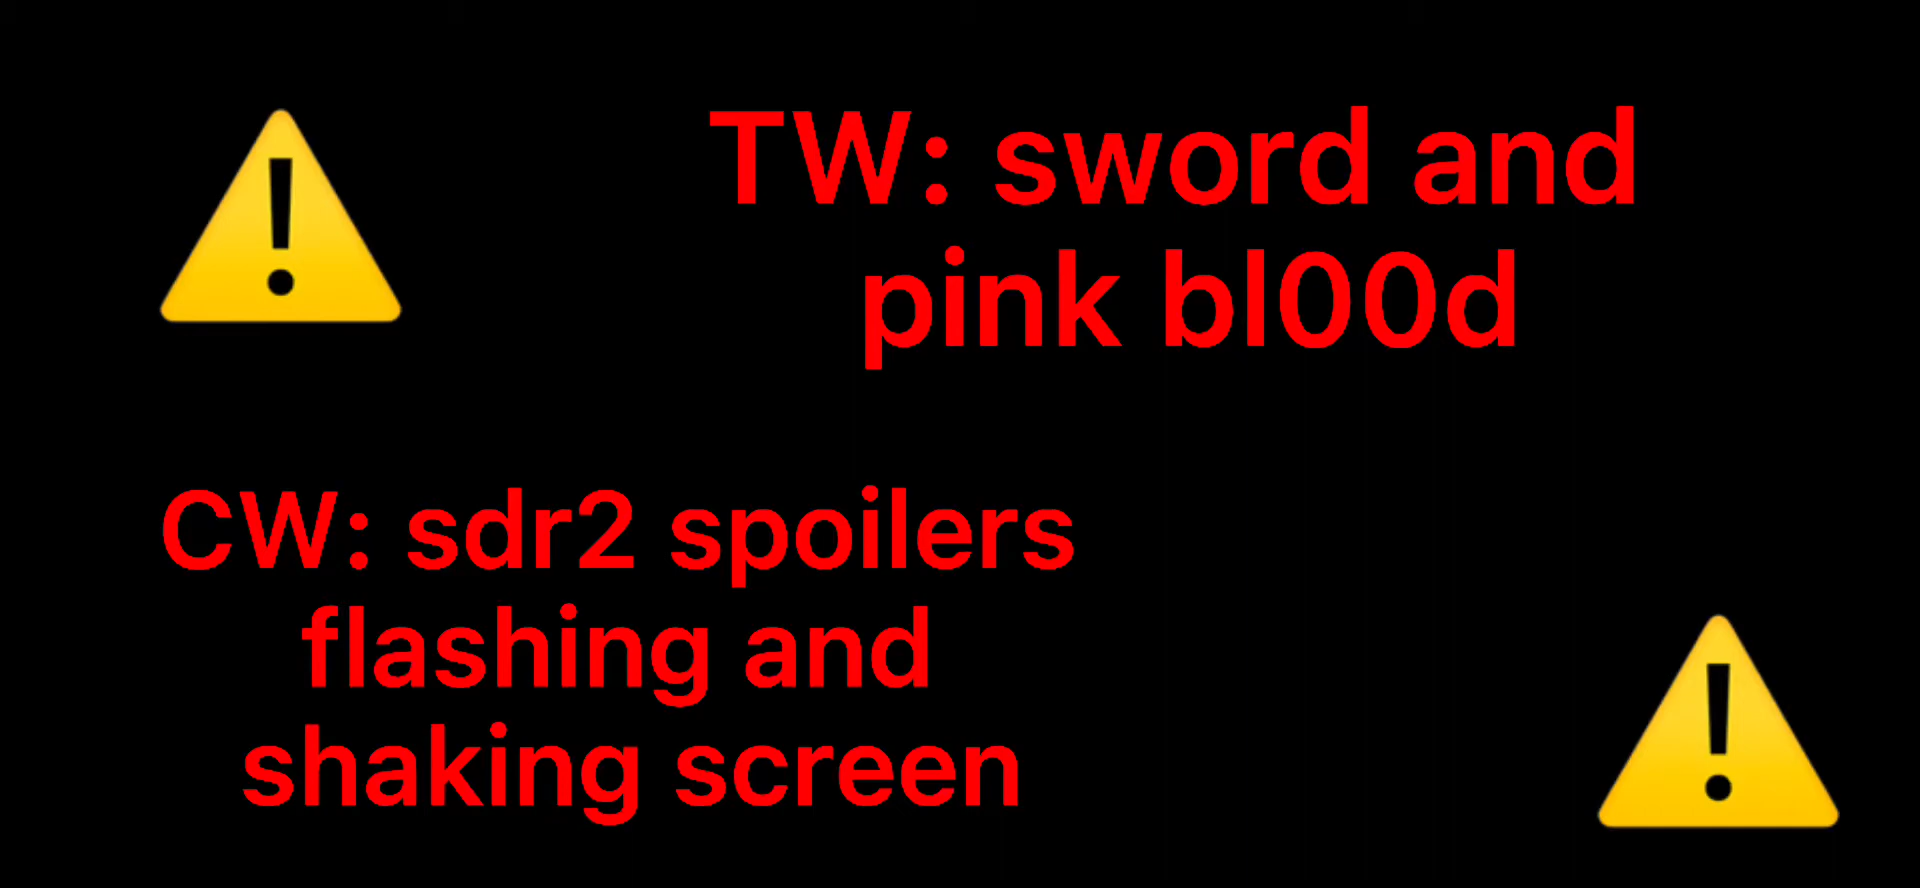 TW: sword and
pink bl00d
CW: sdr2 spoilers
flashing and
shaking screen